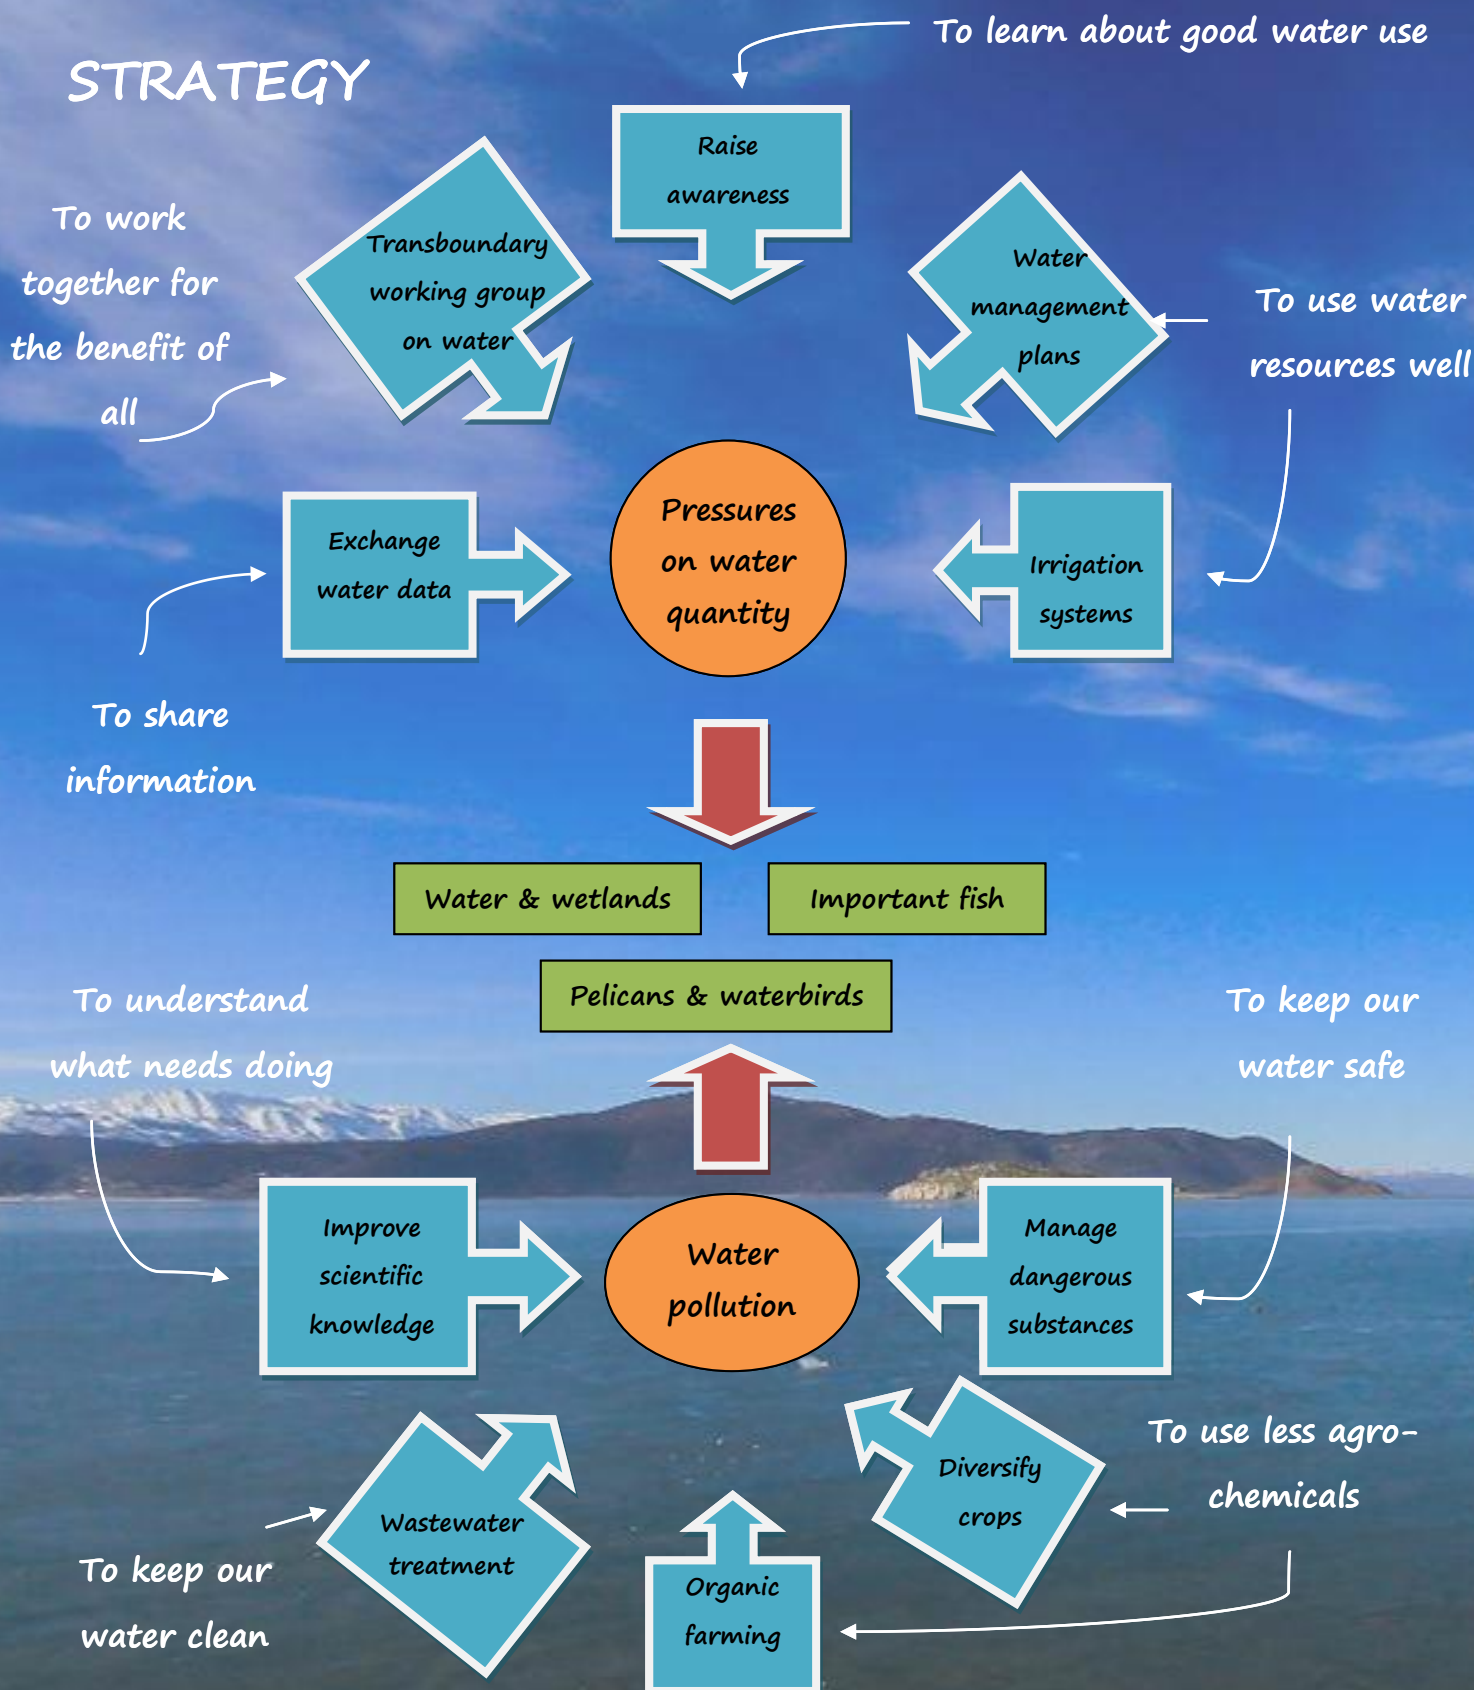 To learn about good water use
STRATEGY
Raise
awareness
To work
together for
the benefit of
all
Transboundary
working group
on water
Water
management
plans
To use water
resources well
Exchange
water data
Pressures
on water
quantity
Irrigation
systems
To share
information
Water & wetlands
Important fish
Pelicans & waterbirds
To understand
what needs doing
To keep our
water safe
Improve
scientific
knowledge
Water
pollution
Manage
dangerous
substances
To use less agro-
chemicals
Diversify
crops
Wastewater
treatment
To keep our
water clean
Organic
farming